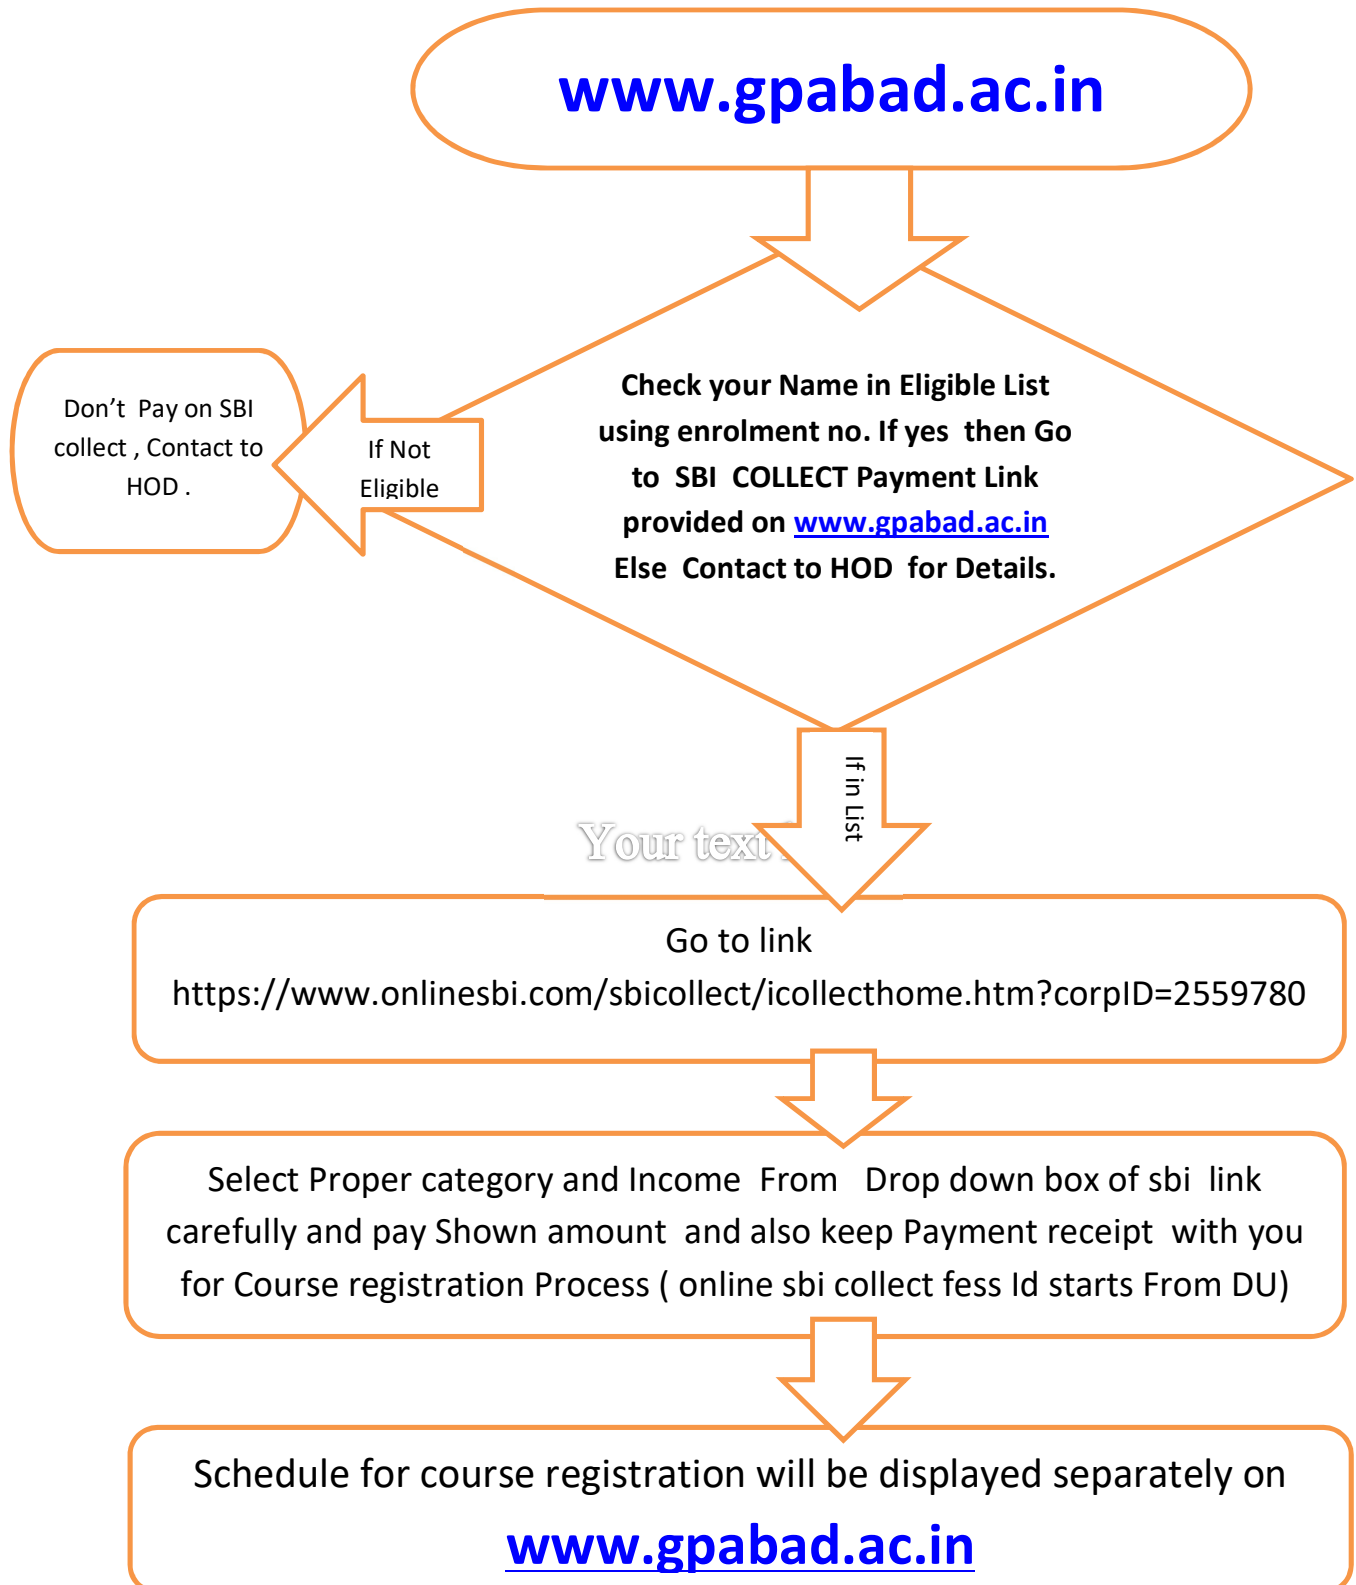 www.gpabad.ac.in
Check your Name in Eligible List
using enrolment no. If yes then Go
to SBI COLLECT Payment Link
provided on www.gpabad.ac.in
Else Contact to HOD for Details.
If Not
Eligible
Don’t Pay on SBI
collect , Contact to
HOD .
If in List
Your text
Go to link
https://www.onlinesbi.com/sbicollect/icollecthome.htm?corpID=2559780
Select Proper category and Income From Drop down box of sbi link
carefully and pay Shown amount and also keep Payment receipt with you
for Course registration Process ( online sbi collect fess Id starts From DU)
Schedule for course registration will be displayed separately on
www.gpabad.ac.in